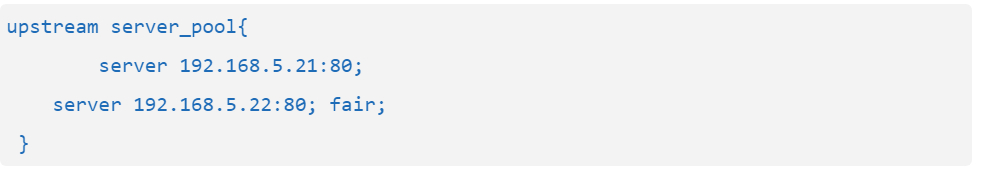 upstream server_pool{
server 192.168.5.21:80;
server 192.168.5.22:80; fair;
}